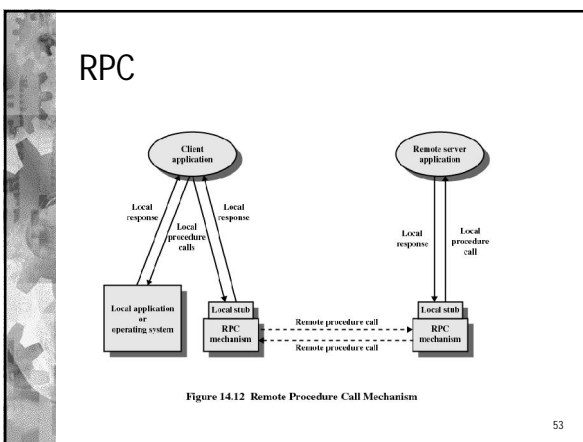 RPC
Client
application
Remote server
application
Local
response
Local
procedure
calls
Local
response
Local
response
Local
procedure
call
Local application
or
operating system
Local stub
RPC
mechanism
Remote procedure call
Remote procedure call
Local stub
RPC
mechanism
Figure 14.12 Remote Procedure Call Mechanism
53